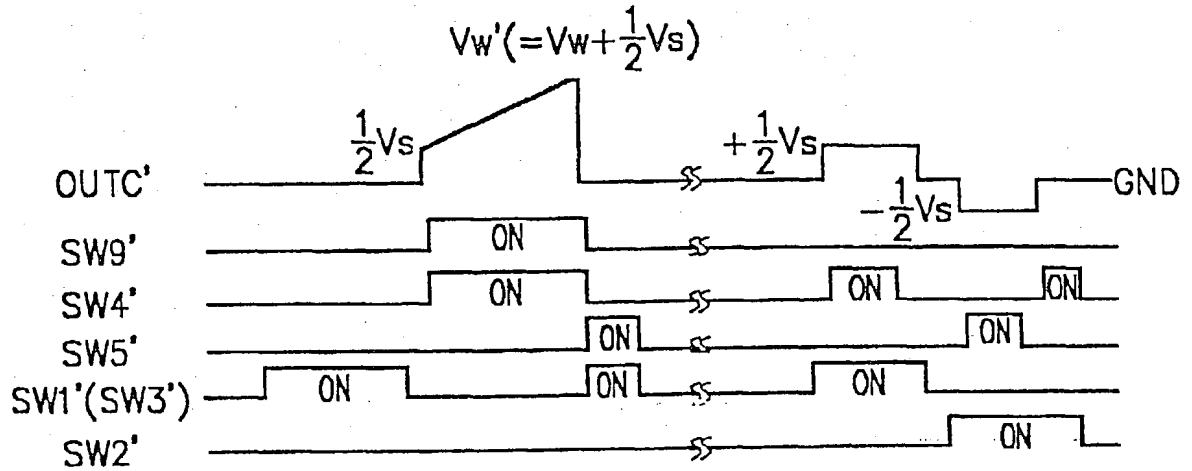 Vw'(=Vw+1/2Vs)
1/2Vs
+1/2Vs
OUTC'
GND
-1/2Vs
SW9' ON
SW4' ON ON ON
SW5' ON ON
SW1'(SW3') ON ON ON
SW2' ON